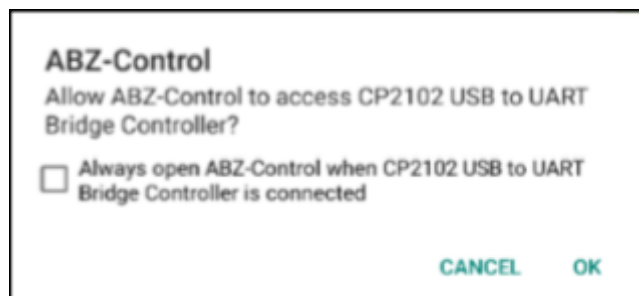 ABZ-Control
Allow ABZ-Control to access CP2102 USB to UART
Bridge Controller?
Always open ABZ-Control when CP2102 USB to UART
Bridge Controller is connected
CANCEL OK